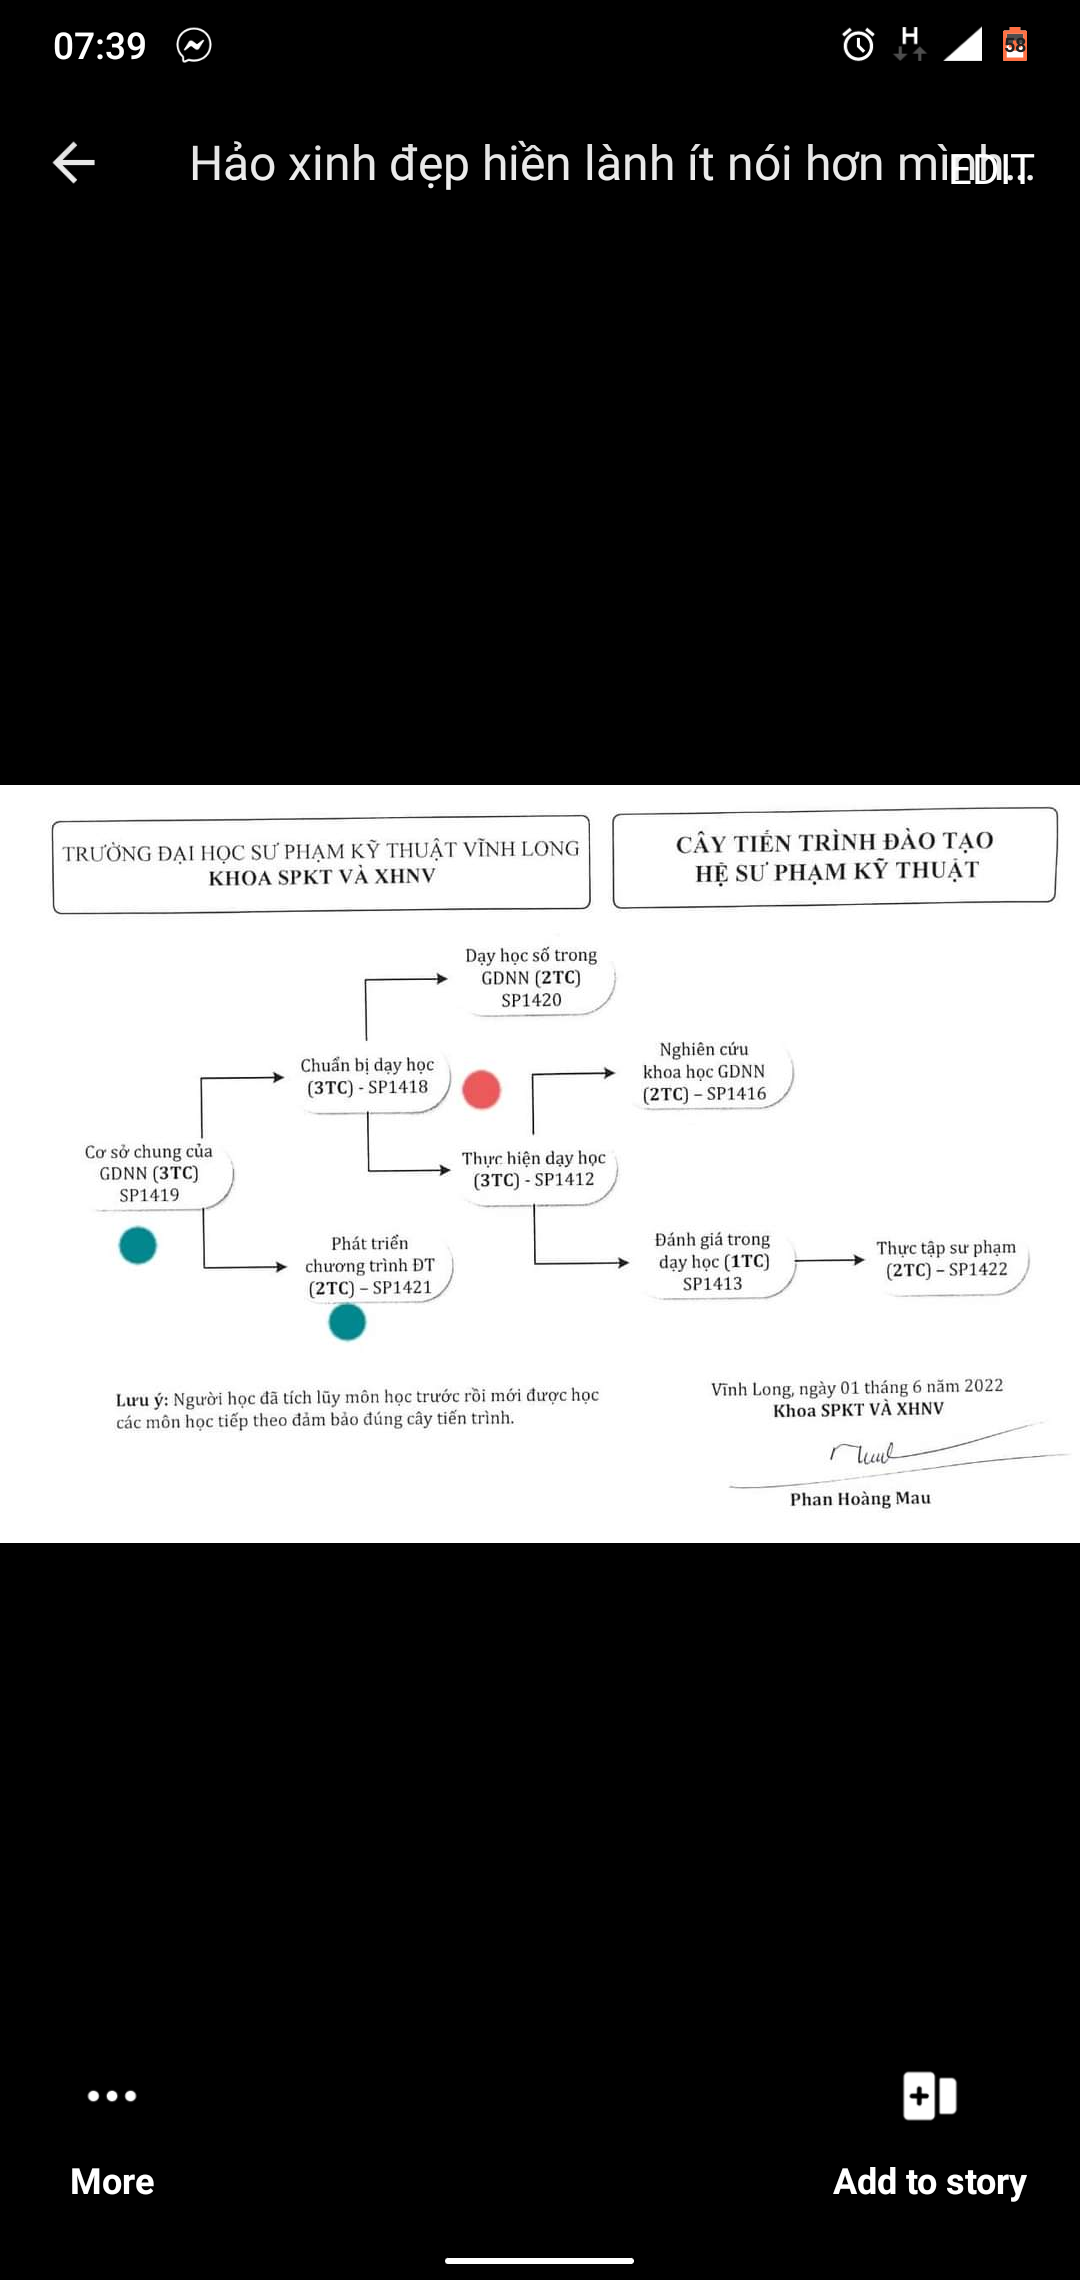 07:39
H
58
Hảo xinh đẹp hiền lành ít nói hơn mình...
EDIT
TRƯỜNG ĐẠI HỌC SƯ PHẠM KỸ THUẬT VĨNH LONG
KHOA SPKT VÀ XHNV
CÂY TIẾN TRÌNH ĐÀO TẠO
HỆ SƯ PHẠM KỸ THUẬT
Dạy học số trong
GDNN (2TC)
SP1420
Chuẩn bị dạy học
(3TC) - SP1418
Nghiên cứu
khoa học GDNN
(2TC) – SP1416
Cơ sở chung của
GDNN (3TC)
SP1419
Thực hiện dạy học
(3TC) - SP1412
Phát triển
chương trình ĐT
(2TC) – SP1421
Đánh giá trong
dạy học (1TC)
SP1413
Thực tập sư phạm
(2TC) – SP1422
Lưu ý: Người học đã tích lũy môn học trước rồi mới được học
các môn học tiếp theo đảm bảo đúng cây tiến trình.
Vĩnh Long, ngày 01 tháng 6 năm 2022
Khoa SPKT VÀ XHNV
Phan Hoàng Mau
More
Add to story